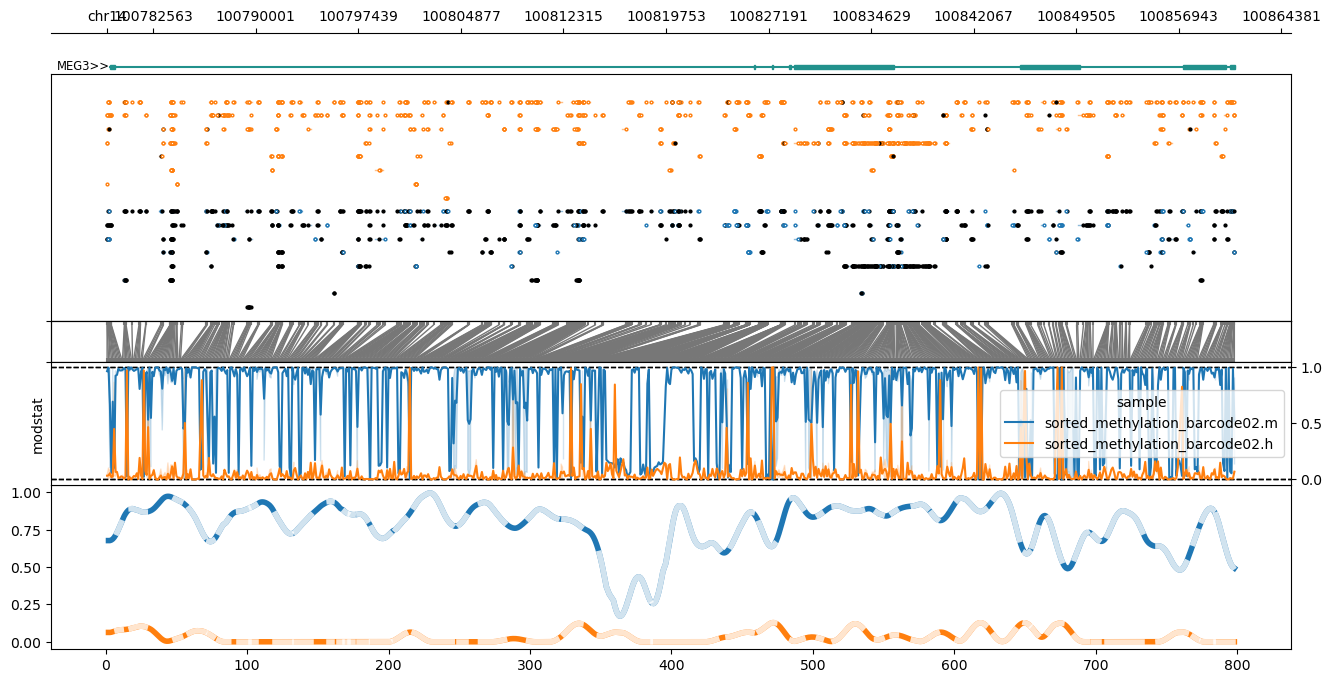 chr14 100782563 100790001 100797439 100804877 100812315 100819753 100827191 100834629 100842067 100849505 100856943 100864381
MEG3>>
modstat
1.0
0.5
0.0
sample
sorted_methylation_barcode02.m
sorted_methylation_barcode02.h
1.00
0.75
0.50
0.25
0.00
0 100 200 300 400 500 600 700 800